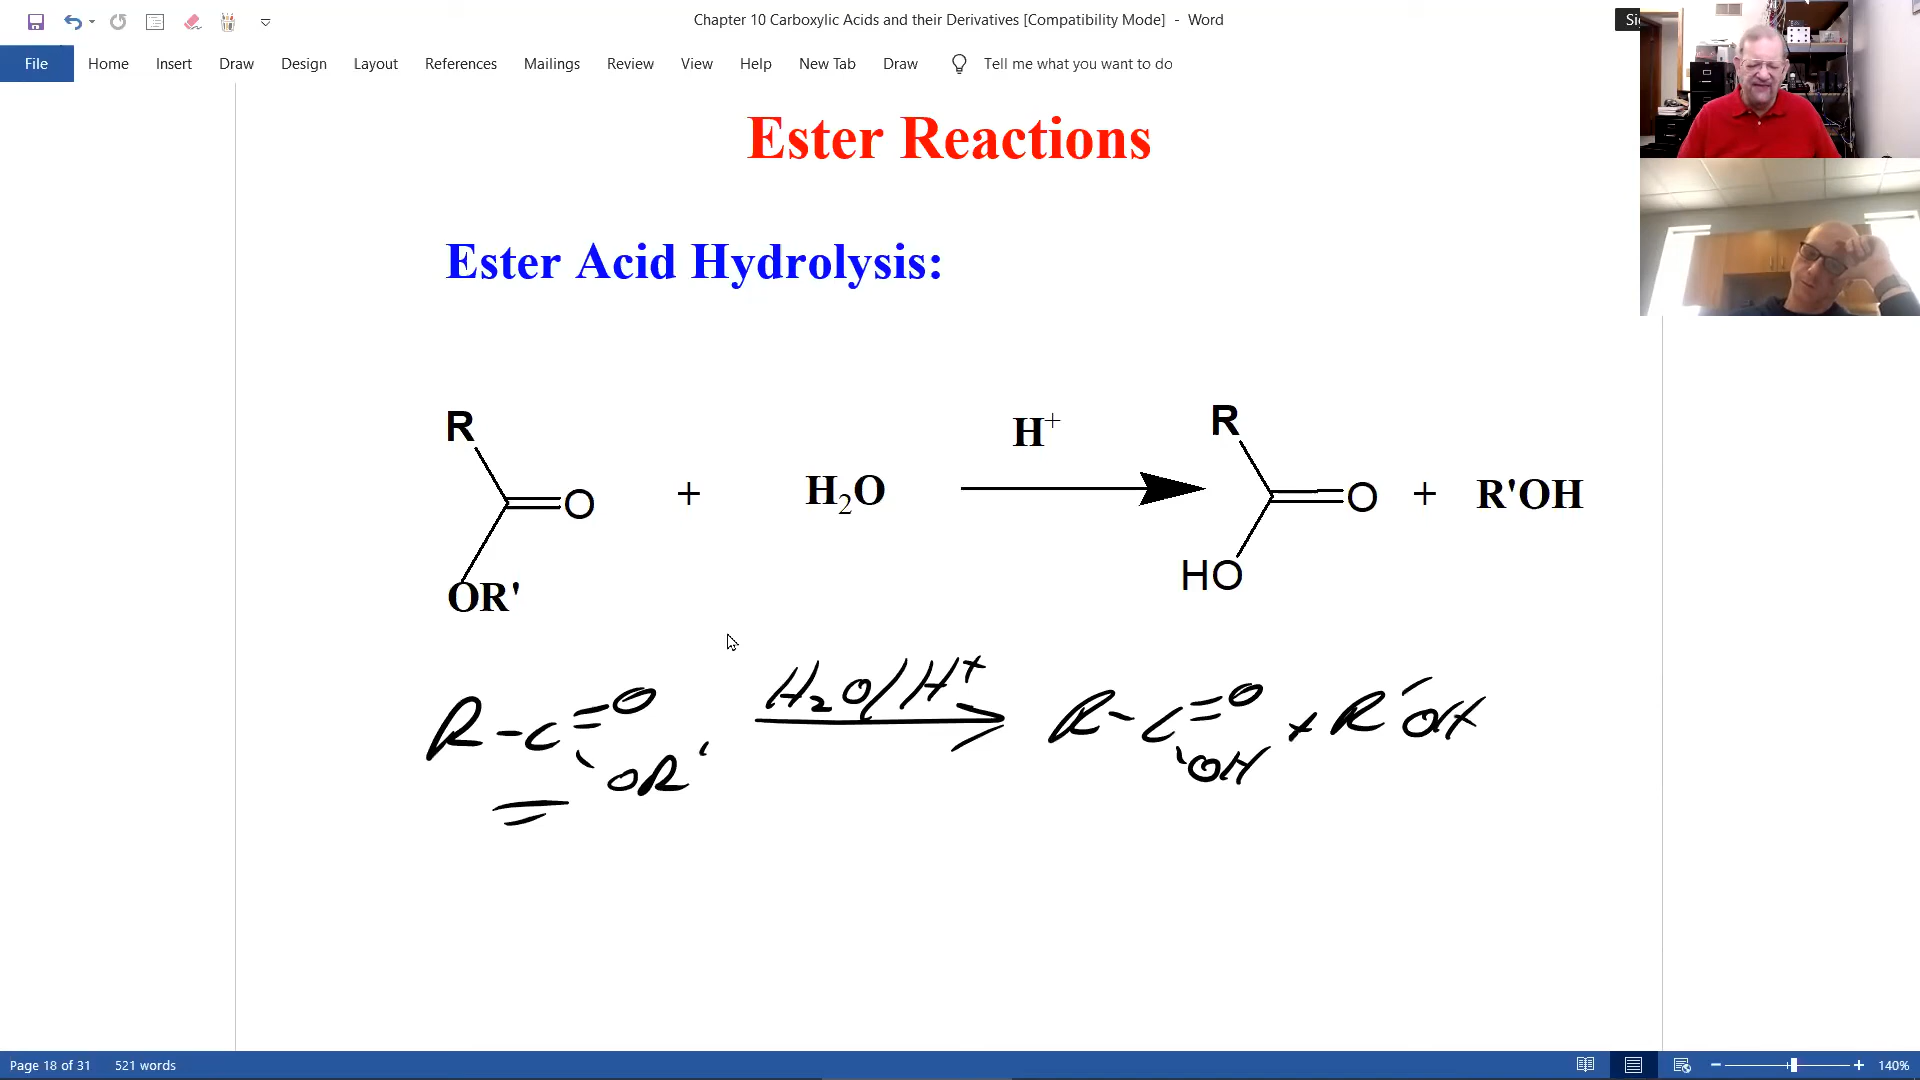 Chapter 10 Carboxylic Acids and their Derivatives [Compatibility Mode] - Word
File Home Insert Draw Design Layout References Mailings Review View Help New Tab Draw Tell me what you want to do
Ester Reactions
Ester Acid Hydrolysis:
R
O
OR'
+
H2O
H+
R
O
HO
+
R'OH
R-C=O
OR'
H2O/H+
R-C=O
OH
+ R'OH
Page 18 of 31 521 words
140%